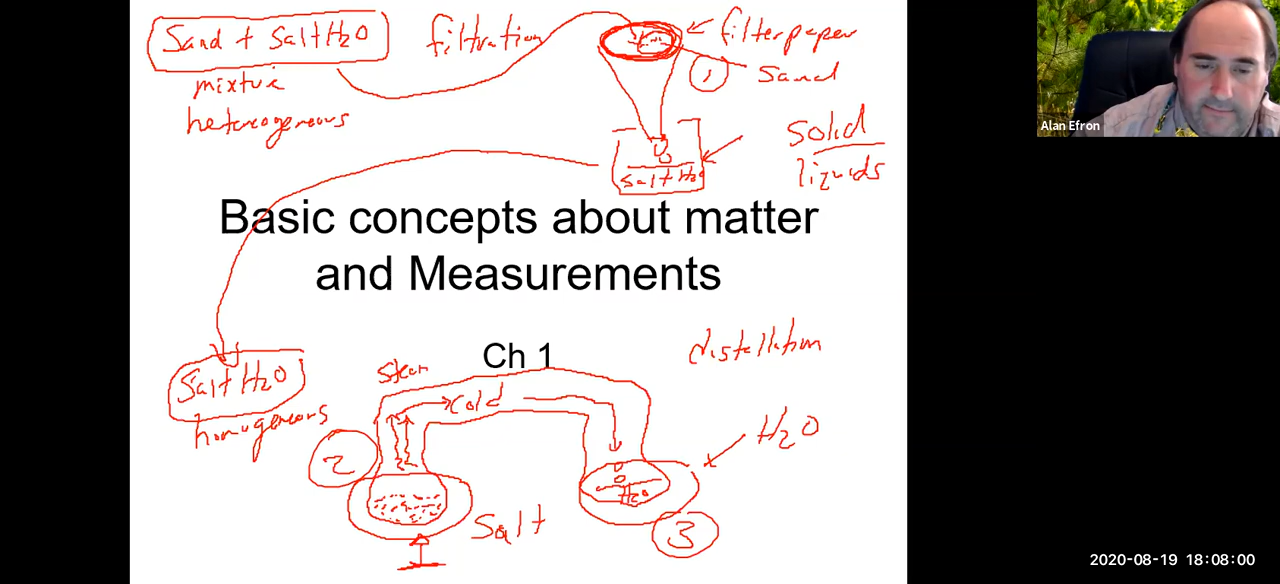 Sand + Salt H2O
filtration
filterpaper
mixture
heterogeneous
1
Sand
solid
liquids
Salt H2O
Basic concepts about matter
and Measurements
Ch 1
distillation
Salt H2O
homogeneous
Steam
Cold
H2O
2
H2O
Salt
3
Alan Efron
2020-08-19 18:08:00